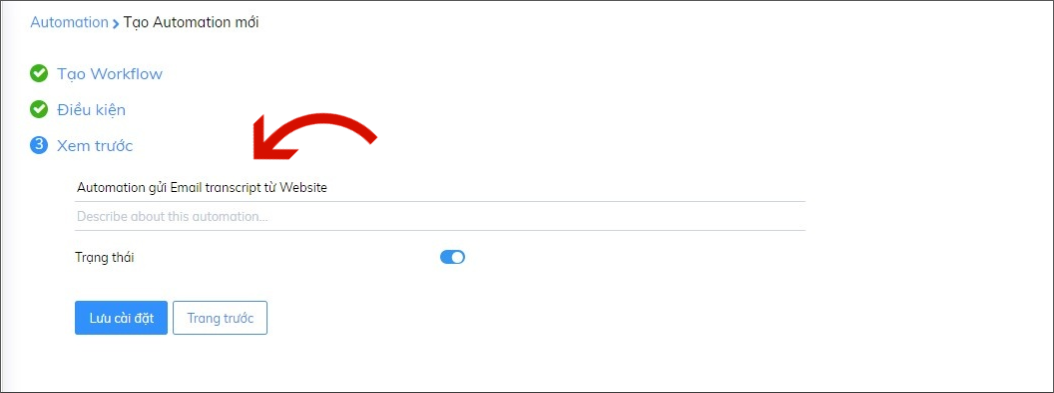 Automation > Tạo Automation mới
Tạo Workflow
Điều kiện
3 Xem trước
Automation gửi Email transcript từ Website
Describe about this automation...
Trạng thái
Lưu cài đặt Trang trước